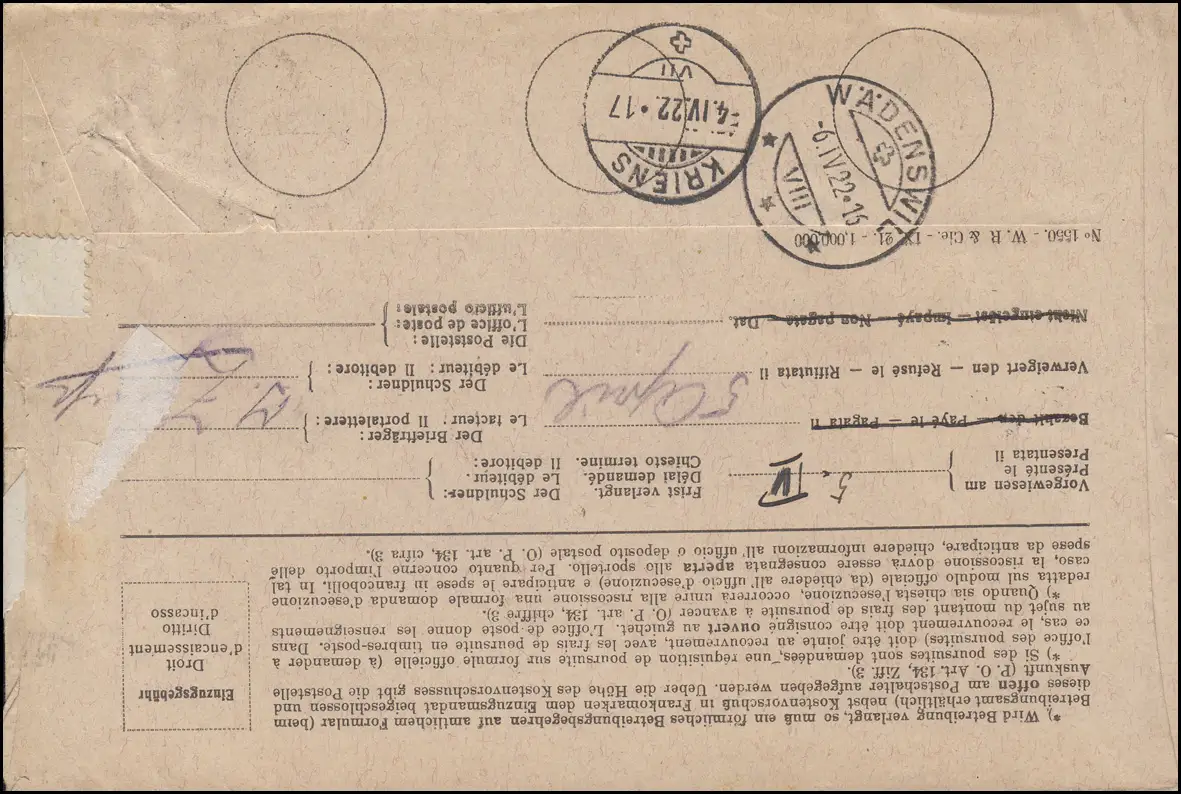 *) Wird Betreibung verlangt, so muß ein förmliches Betreibungsbegehren auf amtlichem Formular (beim
Betreibungsamt erhältlich) nebst Kostenvorschuß in Frankomarken dem Einzugsmandat beigeschlossen und
dieses offen am Postschalter aufgegeben werden. Ueber die Höhe des Kostenvorschusses gibt die Poststelle
Auskunft (P. O. Art. 134, Ziff. 3).
*) Si des poursuites sont demandées, une réquisition de poursuite sur formule officielle (à demander à
l'office des poursuites) doit être jointe au recouvrement, avec les frais de poursuite en timbres-poste. Dans
ce cas, le recouvrement doit être consigné ouvert au guichet. L'office de poste donne les renseignements
au sujet du montant des frais de poursuite à avancer (O. P. art. 134, chiffre 3).
*) Quando sia chiesta l'esecuzione, occorrerà unire alla riscossione una formale domanda d'esecuzione
redatta sul modulo officiale (da chiedere all' ufficio d'esecuzione) e anticipare le spese in francobolli. In tal
caso, la riscossione dovrà essere consegnata aperta allo sportello. Per quanto concerne l'importo delle
spese da anticipare, chiedere informazioni all' ufficio o deposito postale (O. P. art. 134, cifra 3).
Einzugsgebühr
Droit
d'encaissement
Diritto
d'incasso
Vorgewiesen am
Présenté le
Presentata il
5. IV
Frist verlangt.
Délai demandé.
Chiesto termine.
Der Schuldner:
Le débiteur.
Il debitore:
Bezahlt den — Payé le — Pagata il
Der Briefträger:
Le facteur: Il portalettere:
Verweigert den — Refusé le — Rifiutata il
5 April
Der Schuldner:
Le débiteur: Il debitore:
Nicht eingelöst — Impayé — Non pagata — Dat.
Die Poststelle:
L'office de poste:
L'ufficio postale:
No 1550. - W. R. & Cie. - IX. 21. - 1,000,000
WÄDENSWIL
-6.IV.22.16
VIII
KRIENS
4.IV.22.17
VII